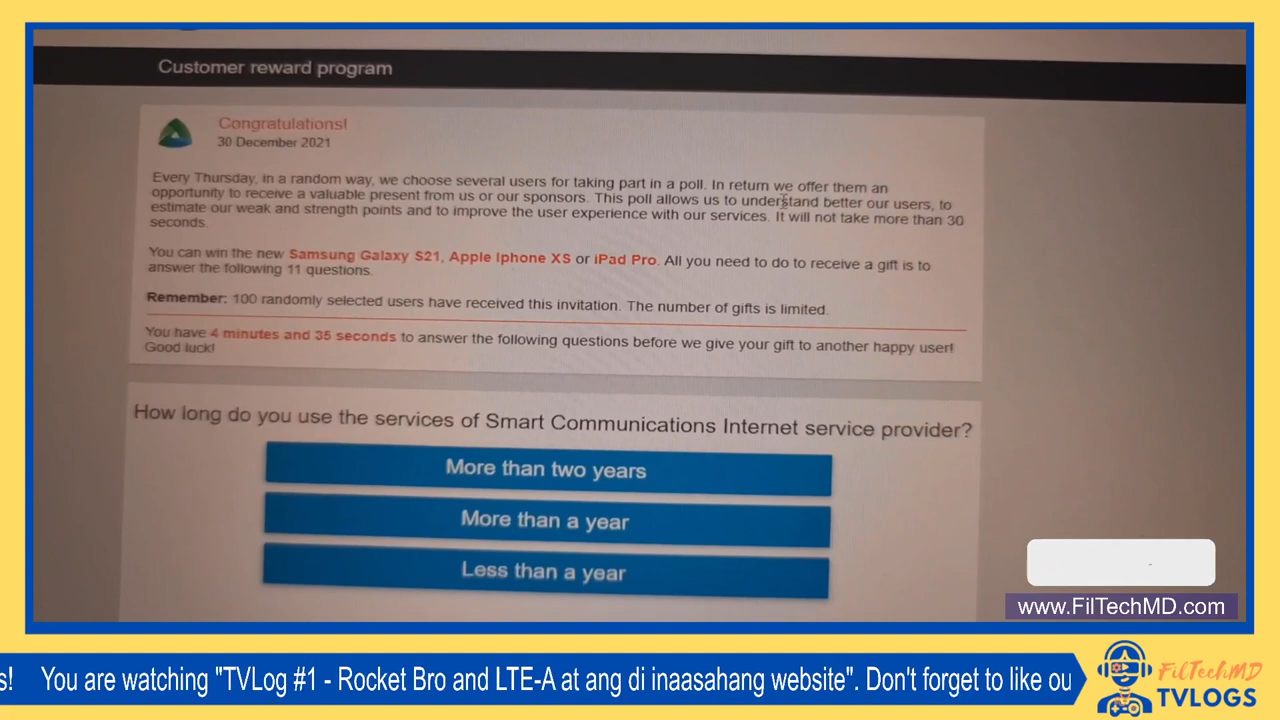 Customer reward program
Congratulations!
30 December 2021
Every Thursday, in a random way, we choose several users for taking part in a poll. In return we offer them an
opportunity to receive a valuable present from us or our sponsors. This poll allows us to understand better our users, to
estimate our weak and strength points and to improve the user experience with our services. It will not take more than 30
seconds.
You can win the new Samsung Galaxy S21, Apple Iphone XS or iPad Pro. All you need to do to receive a gift is to
answer the following 11 questions.
Remember: 100 randomly selected users have received this invitation. The number of gifts is limited.
You have 4 minutes and 35 seconds to answer the following questions before we give your gift to another happy user!
Good luck!
How long do you use the services of Smart Communications Internet service provider?
More than two years
More than a year
Less than a year
www.FilTechMD.com
s! You are watching "TVLog #1 - Rocket Bro and LTE-A at ang di inaasahang website". Don't forget to like ou
FilTechMD
TVLOGS